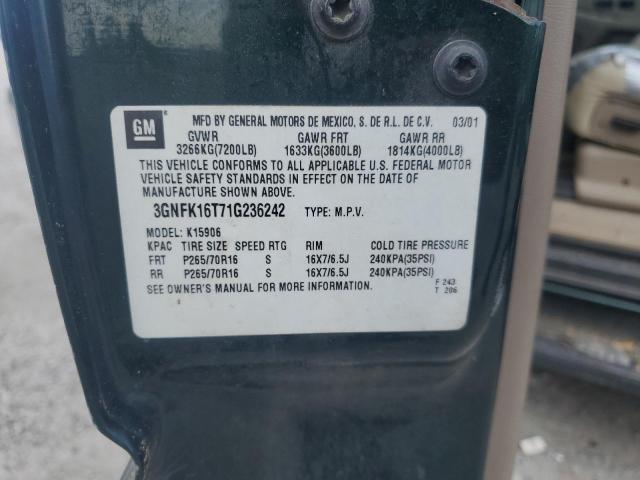 GM
MFD BY GENERAL MOTORS DE MEXICO, S. DE R.L. DE C.V. 03/01
GVWR GAWR FRT GAWR RR
3266KG(7200LB) 1633KG(3600LB) 1814KG(4000LB)
THIS VEHICLE CONFORMS TO ALL APPLICABLE U.S. FEDERAL MOTOR
VEHICLE SAFETY STANDARDS IN EFFECT ON THE DATE OF
MANUFACTURE SHOWN ABOVE.
3GNFK16T71G236242 TYPE: M.P.V.
MODEL: K15906
KPAC TIRE SIZE SPEED RTG RIM COLD TIRE PRESSURE
FRT P265/70R16 S 16X7/6.5J 240KPA(35PSI)
RR P265/70R16 S 16X7/6.5J 240KPA(35PSI)
SEE OWNER'S MANUAL FOR MORE INFORMATION.
F 243
T 206